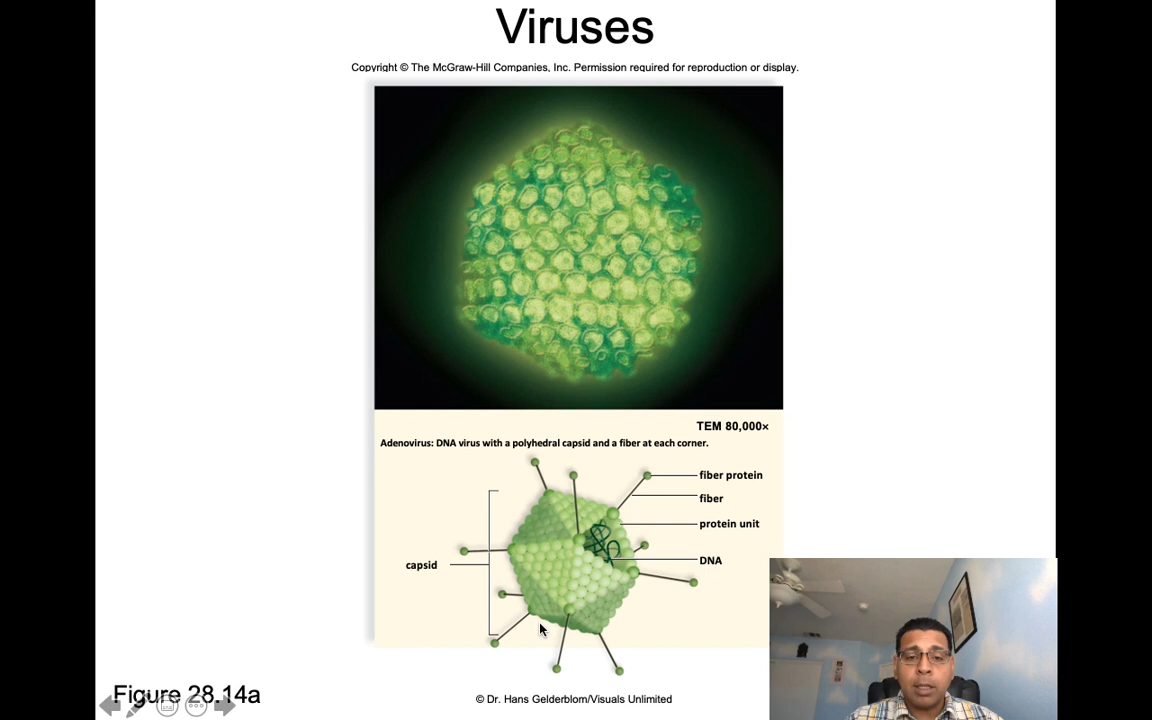 Viruses
Copyright © The McGraw-Hill Companies, Inc. Permission required for reproduction or display.
TEM 80,000×
Adenovirus: DNA virus with a polyhedral capsid and a fiber at each corner.
fiber protein
fiber
protein unit
DNA
capsid
Figure 28.14a
© Dr. Hans Gelderblom/Visuals Unlimited